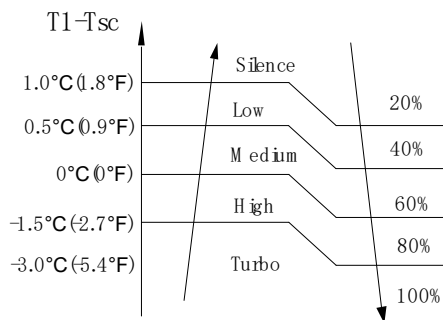 T1-Tsc
Silence
1.0°C(1.8°F)
20%
Low
0.5°C(0.9°F)
40%
Medium
0°C(0°F)
60%
High
-1.5°C(-2.7°F)
80%
-3.0°C(-5.4°F)
Turbo
100%